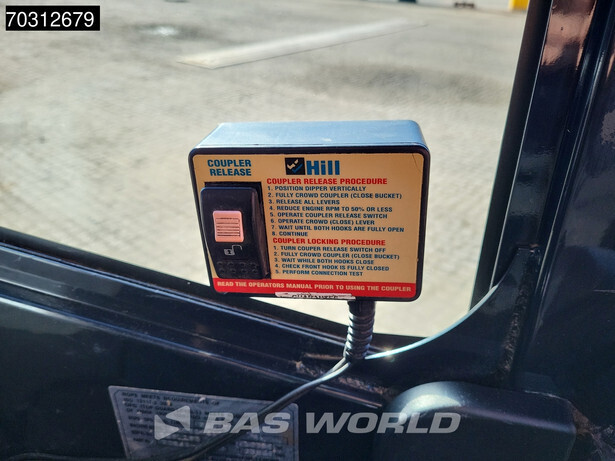 70312679
COUPLER
RELEASE
Hill
COUPLER RELEASE PROCEDURE
1. POSITION DIPPER VERTICALLY
2. FULLY CROWD COUPLER (CLOSE BUCKET)
3. RELEASE ALL LEVERS
4. REDUCE ENGINE RPM TO 50% OR LESS
5. OPERATE COUPLER RELEASE SWITCH
6. OPERATE CROWD (CLOSE) LEVER
7. WAIT UNTIL BOTH HOOKS ARE FULLY OPEN
8. CONTINUE
COUPLER LOCKING PROCEDURE
1. TURN COUPER RELEASE SWITCH OFF
2. FULLY CROWD COUPLER (CLOSE BUCKET)
3. WAIT WHILE BOTH HOOKS CLOSE
4. CHECK FRONT HOOK IS FULLY CLOSED
5. PERFORM CONNECTION TEST
READ THE OPERATORS MANUAL PRIOR TO USING THE COUPLER
BAS WORLD